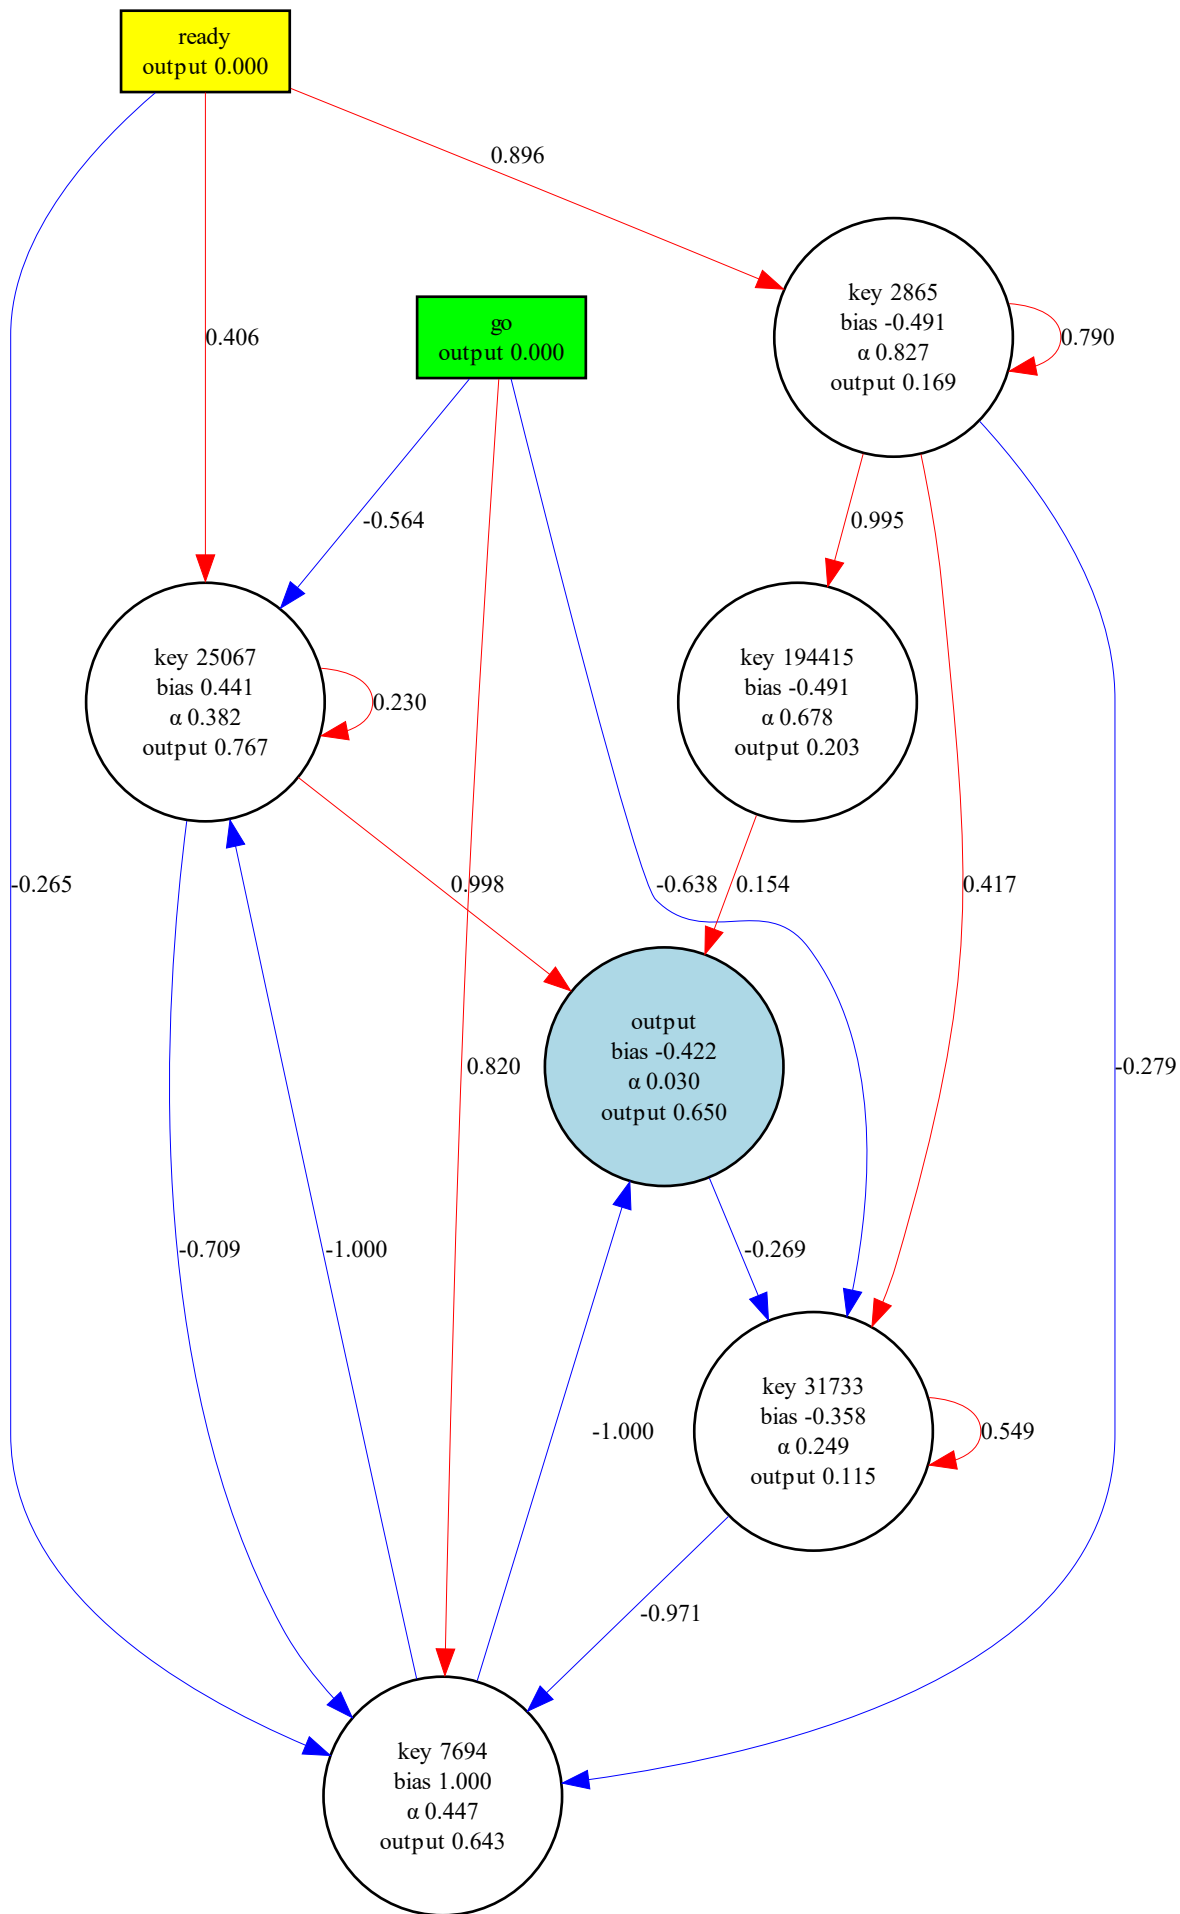 ready
output 0.000
0.896
key 2865
bias -0.491
α 0.827
output 0.169
0.790
go
output 0.000
0.406
-0.564
0.995
key 25067
bias 0.441
α 0.382
output 0.767
0.230
key 194415
bias -0.491
α 0.678
output 0.203
-0.265
0.998
-0.638
0.154
0.417
output
bias -0.422
α 0.030
output 0.650
0.820
-0.279
-0.709
-1.000
-0.269
-1.000
key 31733
bias -0.358
α 0.249
output 0.115
0.549
-0.971
key 7694
bias 1.000
α 0.447
output 0.643